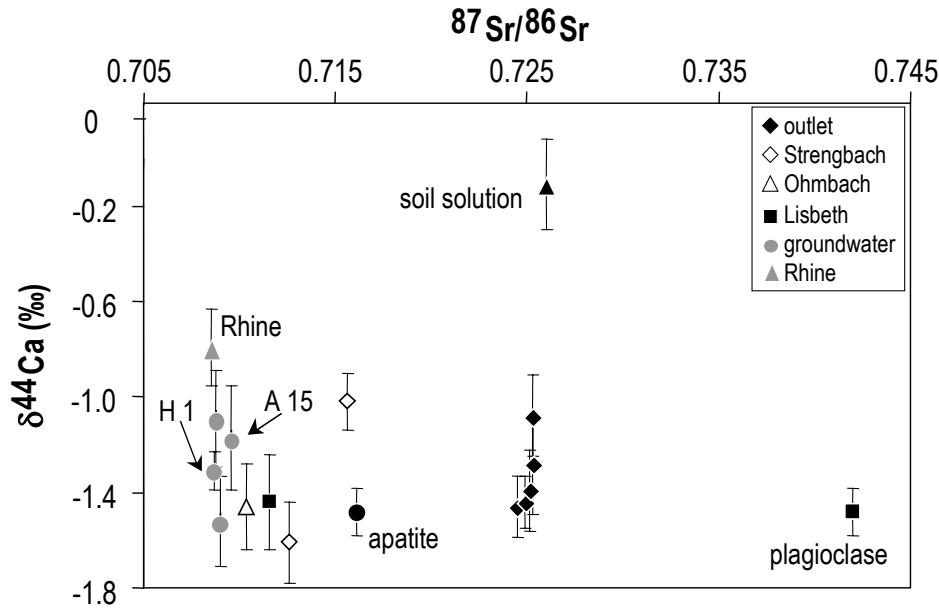 ⁸⁷Sr/⁸⁶Sr
0.705 0.715 0.725 0.735 0.745
0
-0.2
-0.6
-1.0
-1.4
-1.8
δ⁴⁴Ca (‰)
outlet
Strengbach
Ohmbach
Lisbeth
groundwater
Rhine
soil solution
Rhine
H 1
A 15
apatite
plagioclase